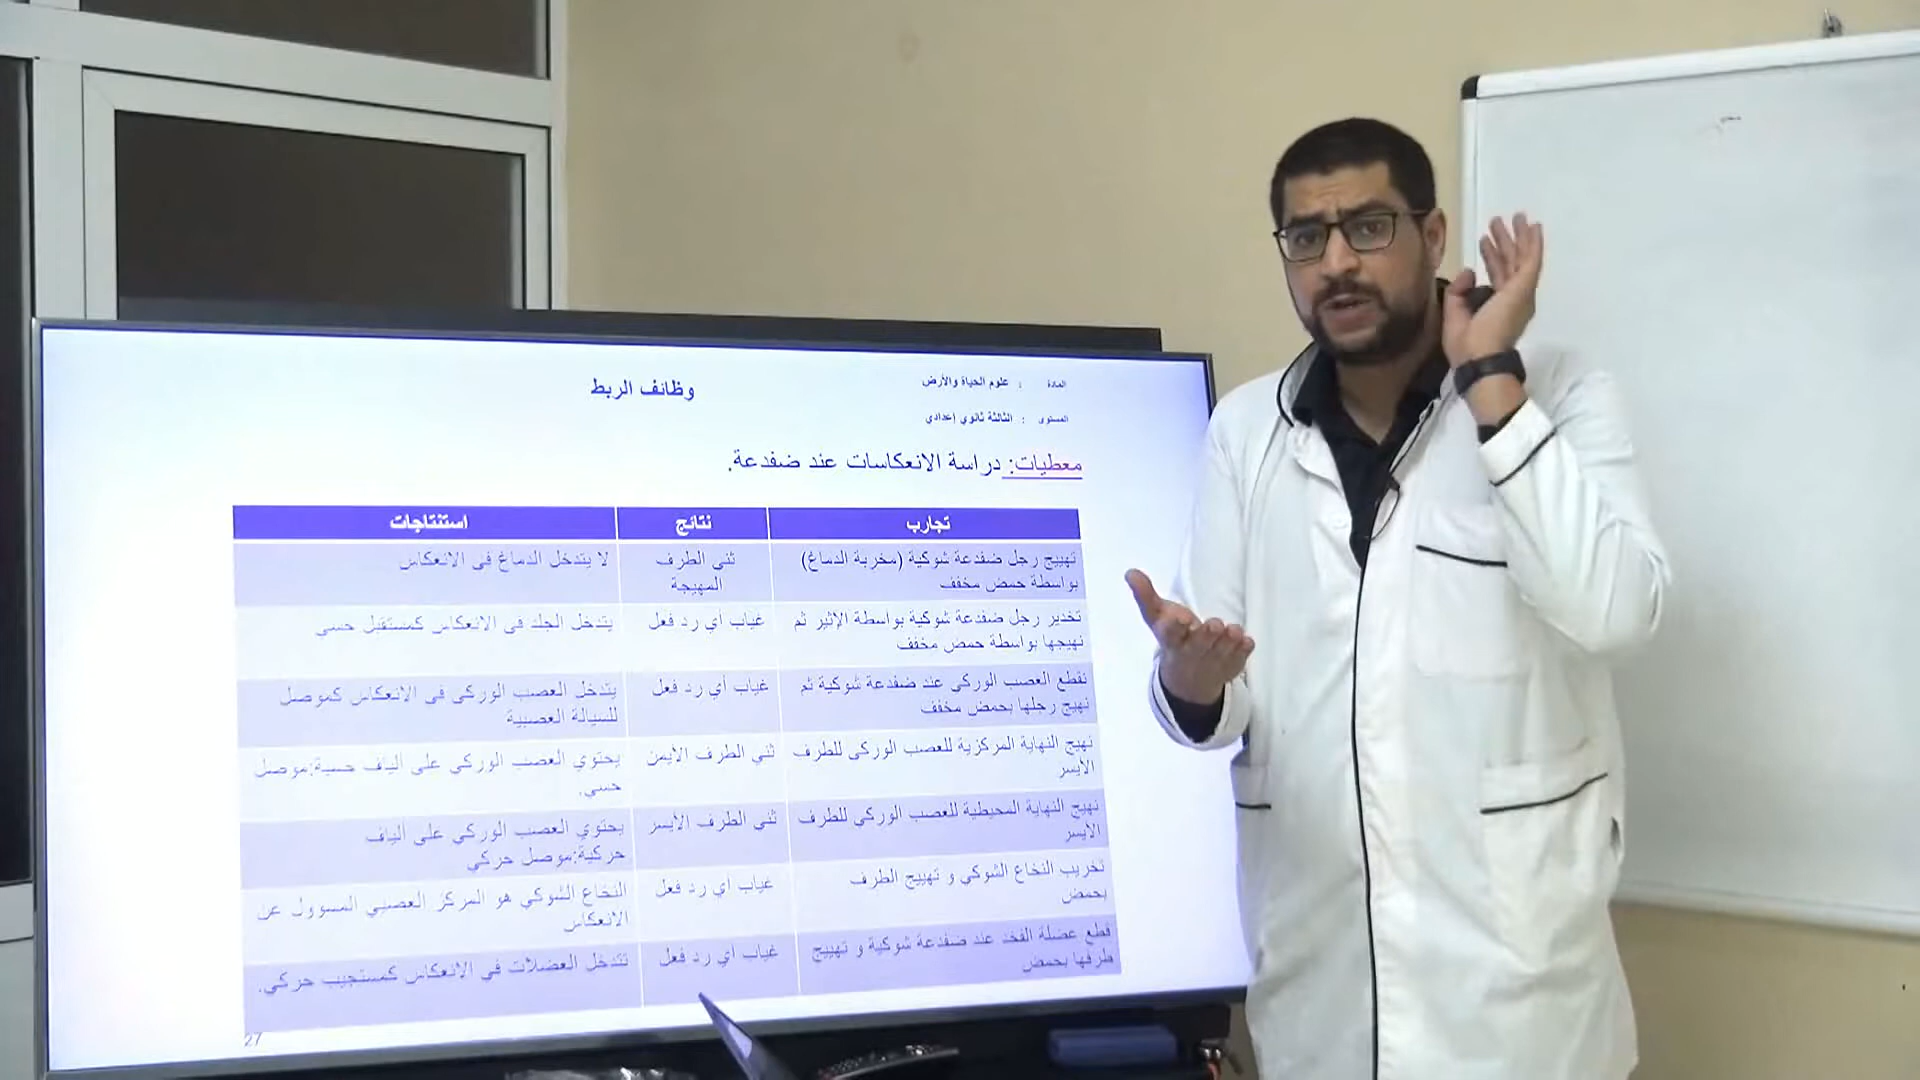 المادة : علوم الحياة والأرض
وظائف الربط
المستوى : الثالثة ثانوي إعدادي
معطيات: دراسة الانعكاسات عند ضفدعة.
تجارب نتائج استنتاجات
تهييج رجل ضفدعة شوكية (مخربة الدماغ) ثني الطرف لا يتدخل الدماغ في الانعكاس
بواسطة حمض مخفف المهيجة
تخدير رجل ضفدعة شوكية بواسطة الإثير ثم غياب أي رد فعل يتدخل الجلد في الانعكاس كمستقبل حسي
نهيجها بواسطة حمض مخفف
نقطع العصب الوركي عند ضفدعة شوكية ثم غياب أي رد فعل يتدخل العصب الوركي في الانعكاس كموصل
نهيج رجلها بحمض مخفف للسيالة العصبية
نهيج النهاية المركزية للعصب الوركي للطرف ثني الطرف الأيمن يحتوي العصب الوركي على ألياف حسية:موصل
الأيسر حسي.
نهيج النهاية المحيطية للعصب الوركي للطرف ثني الطرف الأيسر يحتوي العصب الوركي على ألياف
الأيسر حركية:موصل حركي
تخريب النخاع الشوكي و تهييج الطرف غياب أي رد فعل النخاع الشوكي هو المركز العصبي المسؤول عن
بحمض الانعكاس
قطع عضلة الفخد عند ضفدعة شوكية و تهييج غياب أي رد فعل تتدخل العضلات في الانعكاس كمستجيب حركي.
طرفها بحمض
27